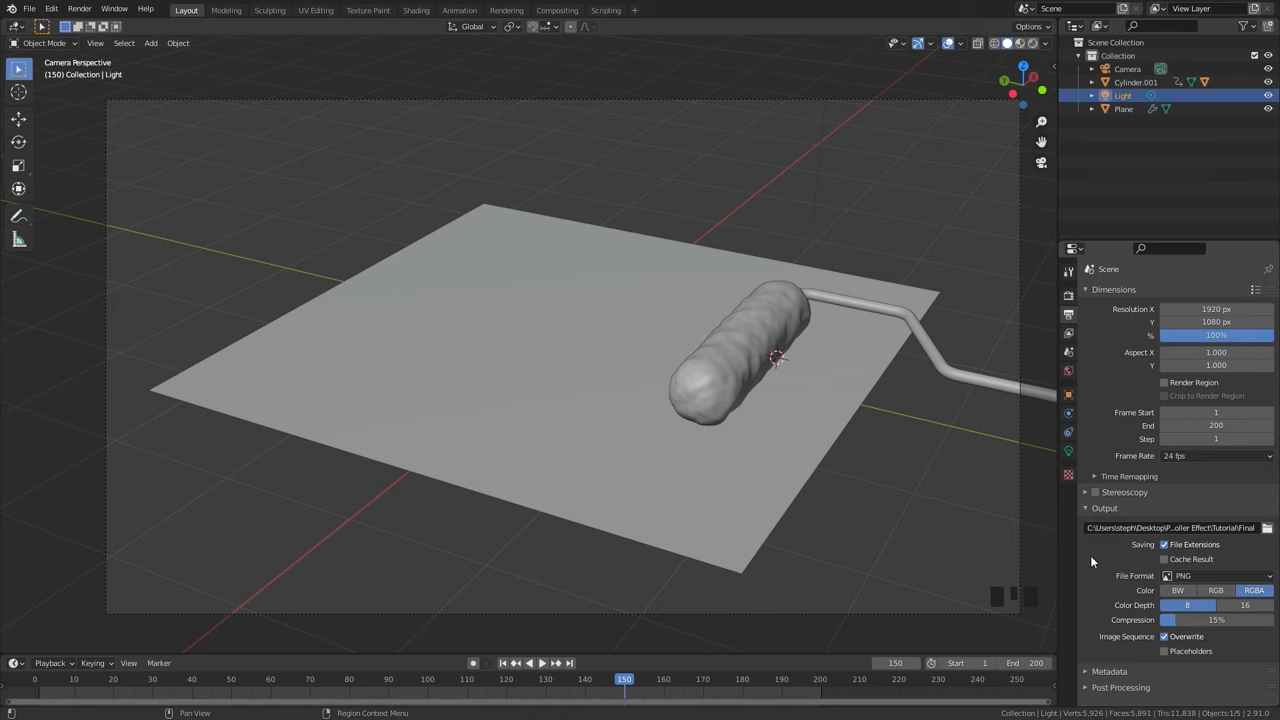 File Edit Render Window Help Layout Modeling Sculpting UV Editing Texture Paint Shading Animation Rendering Compositing Scripting + Scene View Layer
Global Options
Object Mode View Select Add Object
Camera Perspective
(150) Collection | Light
Z
X
Y
Scene Collection
Collection
Camera
Cylinder.001
Light
Plane
Scene
Dimensions
Resolution X 1920 px
Y 1080 px
% 100%
Aspect X 1.000
Y 1.000
Render Region
Crop to Render Region
Frame Start 1
End 200
Step 1
Frame Rate 24 fps
Time Remapping
Stereoscopy
Output
C:\Users\steph\Desktop\P...oller Effect\Tutorial\Final
Saving File Extensions
Cache Result
File Format PNG
Color BW RGB RGBA
Color Depth 8 16
Compression 15%
Image Sequence Overwrite
Placeholders
Metadata
Post Processing
Playback Keying View Marker 150 Start 1 End 200
0 10 20 30 40 50 60 70 80 90 100 110 120 130 140 150 160 170 180 190 200 210 220 230 240 250
Select Pan View Region Context Menu Collection | Light | Verts:5,926 | Faces:5,891 | Tris:11,838 | Objects:1/5 | 2.91.0